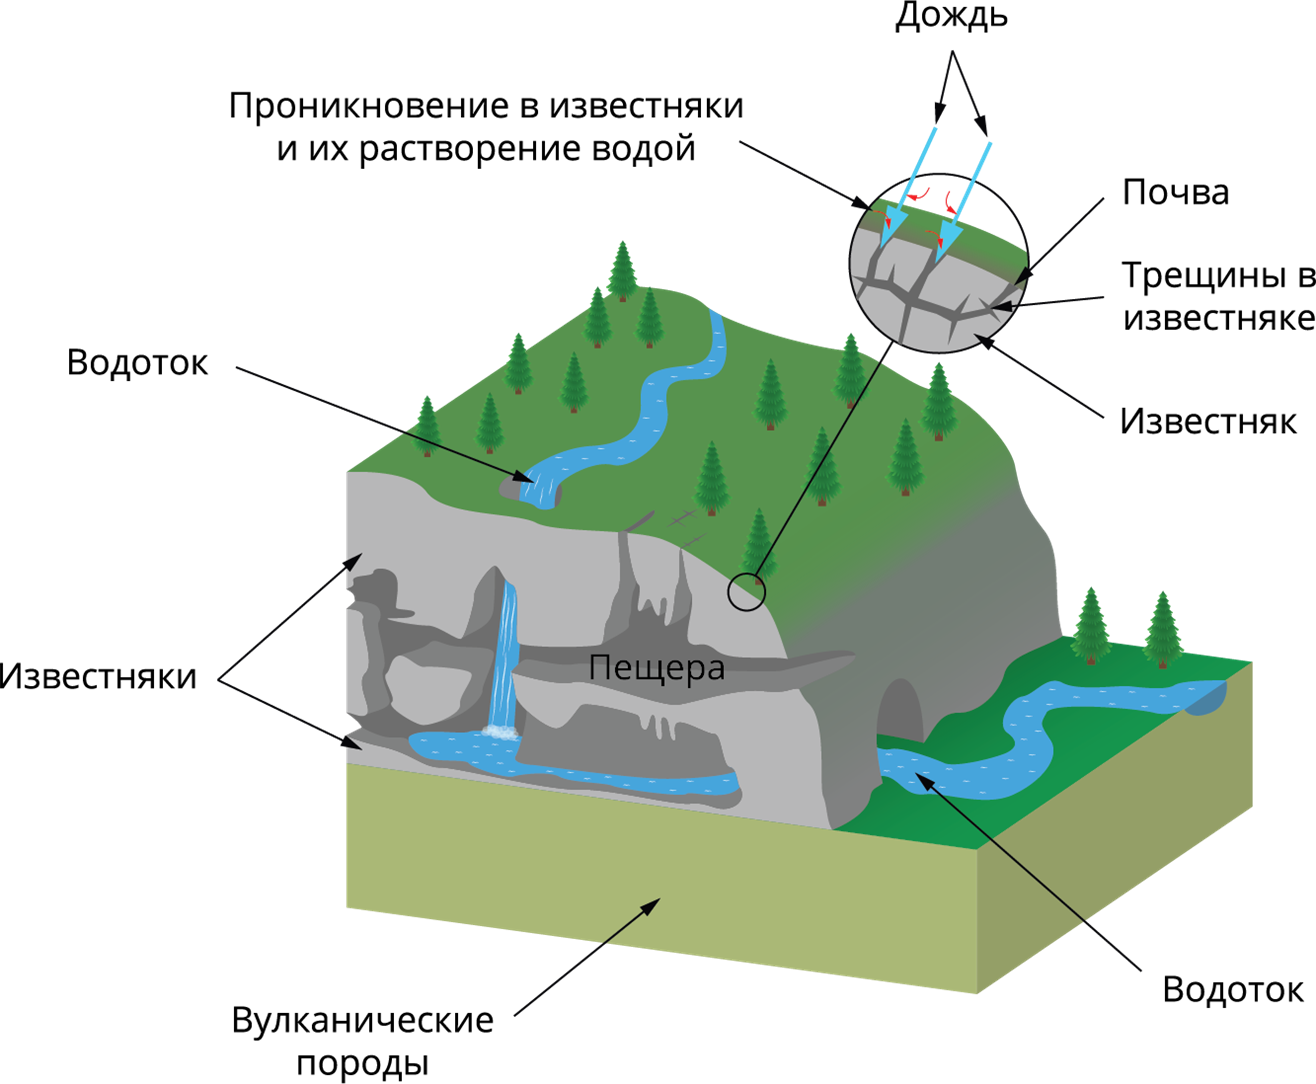 Дождь
Проникновение в известняки
и их растворение водой
Почва
Трещины в
известняке
Водоток
Известняк
Известняки
Пещера
Водоток
Вулканические
породы